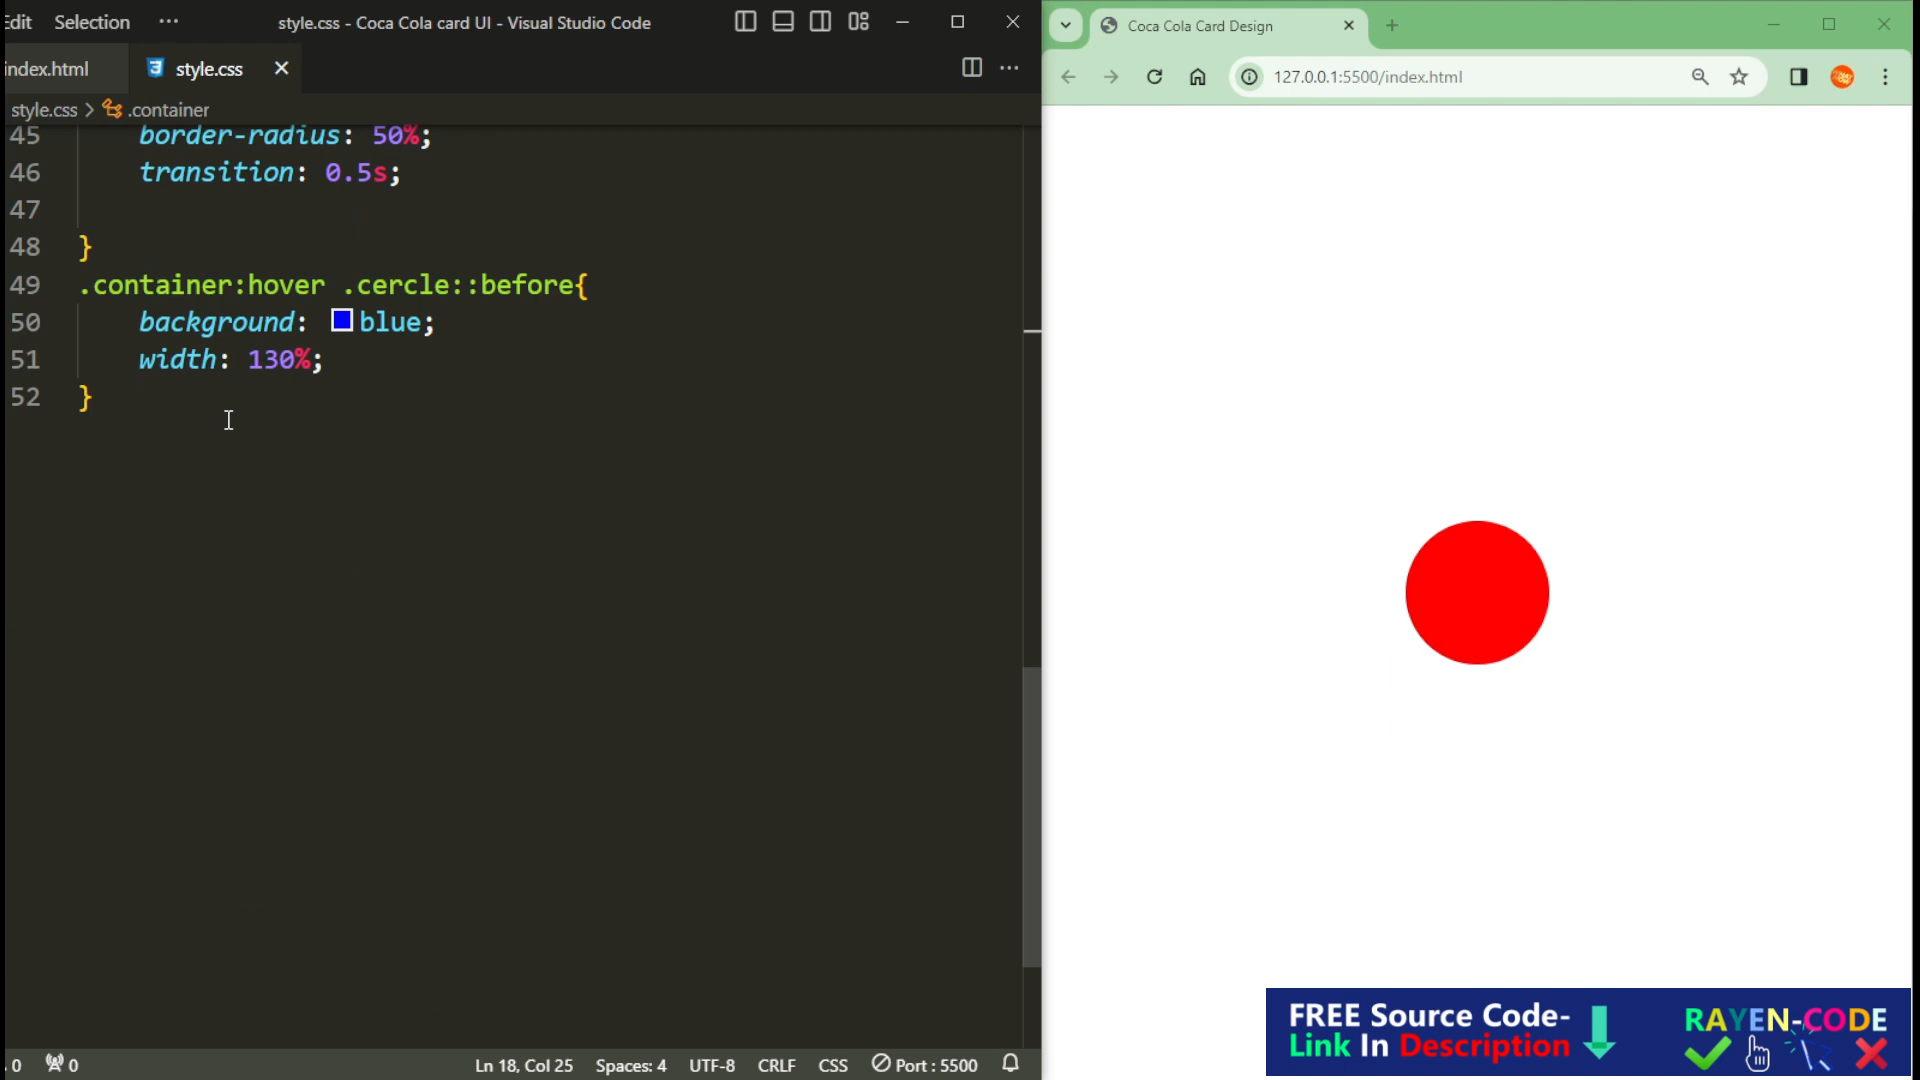 Edit Selection ··· style.css - Coca Cola card UI - Visual Studio Code
index.html style.css
style.css > .container
45 border-radius: 50%;
46 transition: 0.5s;
47
48 }
49 .container:hover .cercle::before{
50 background: blue;
51 width: 130%;
52 }
0 0 Ln 18, Col 25 Spaces: 4 UTF-8 CRLF CSS Port : 5500
Coca Cola Card Design
127.0.0.1:5500/index.html
FREE Source Code-
Link In Description
RAYEN-CODE